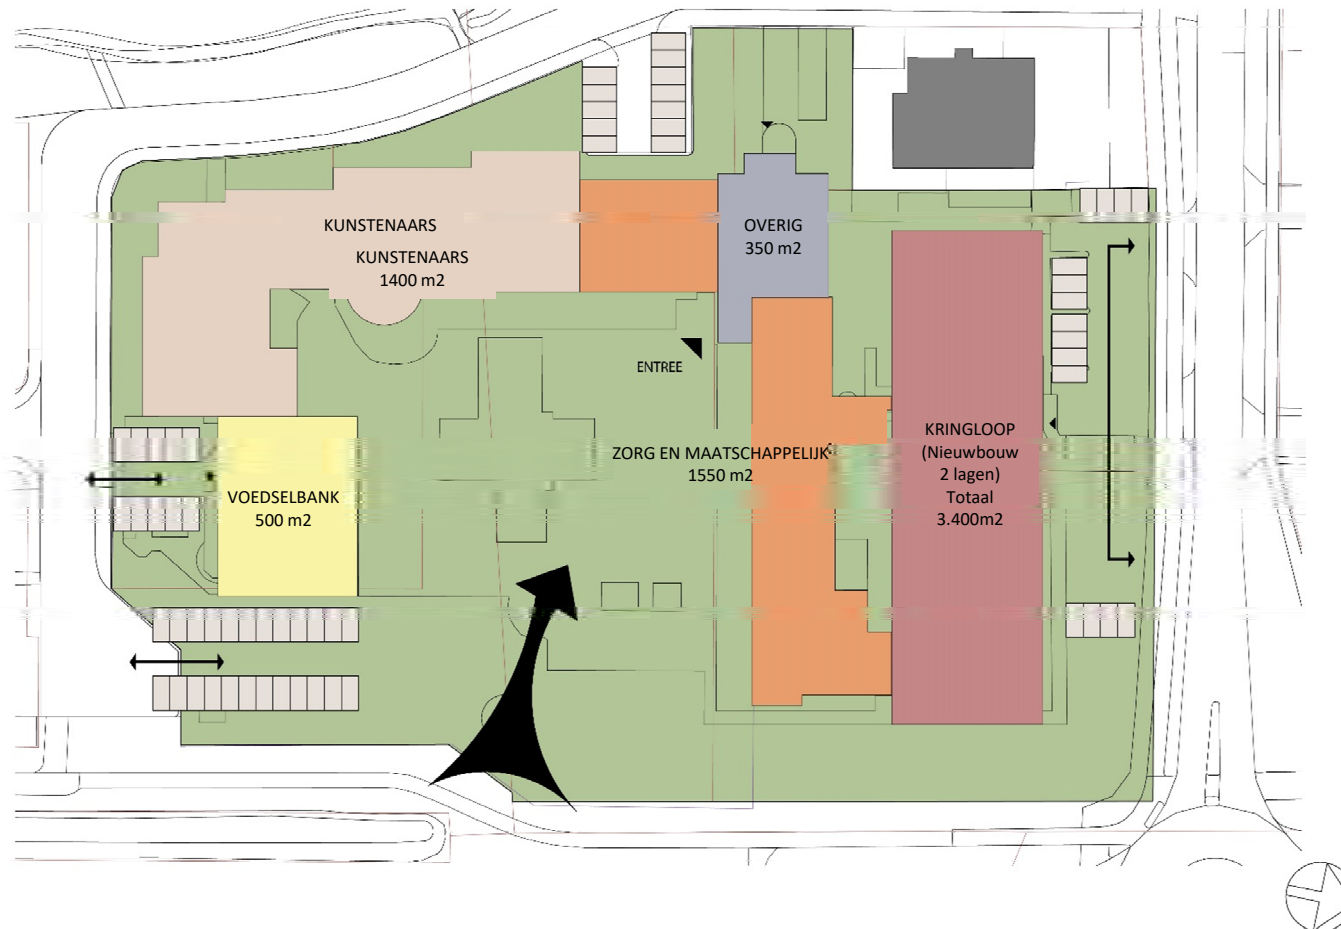 KUNSTENAARS
KUNSTENAARS
1400 m2
OVERIG
350 m2
ENTREE
ZORG EN MAATSCHAPPELIJK
1550 m2
KRINGLOOP
(Nieuwbouw
2 lagen)
Totaal
3.400m2
VOEDSELBANK
500 m2